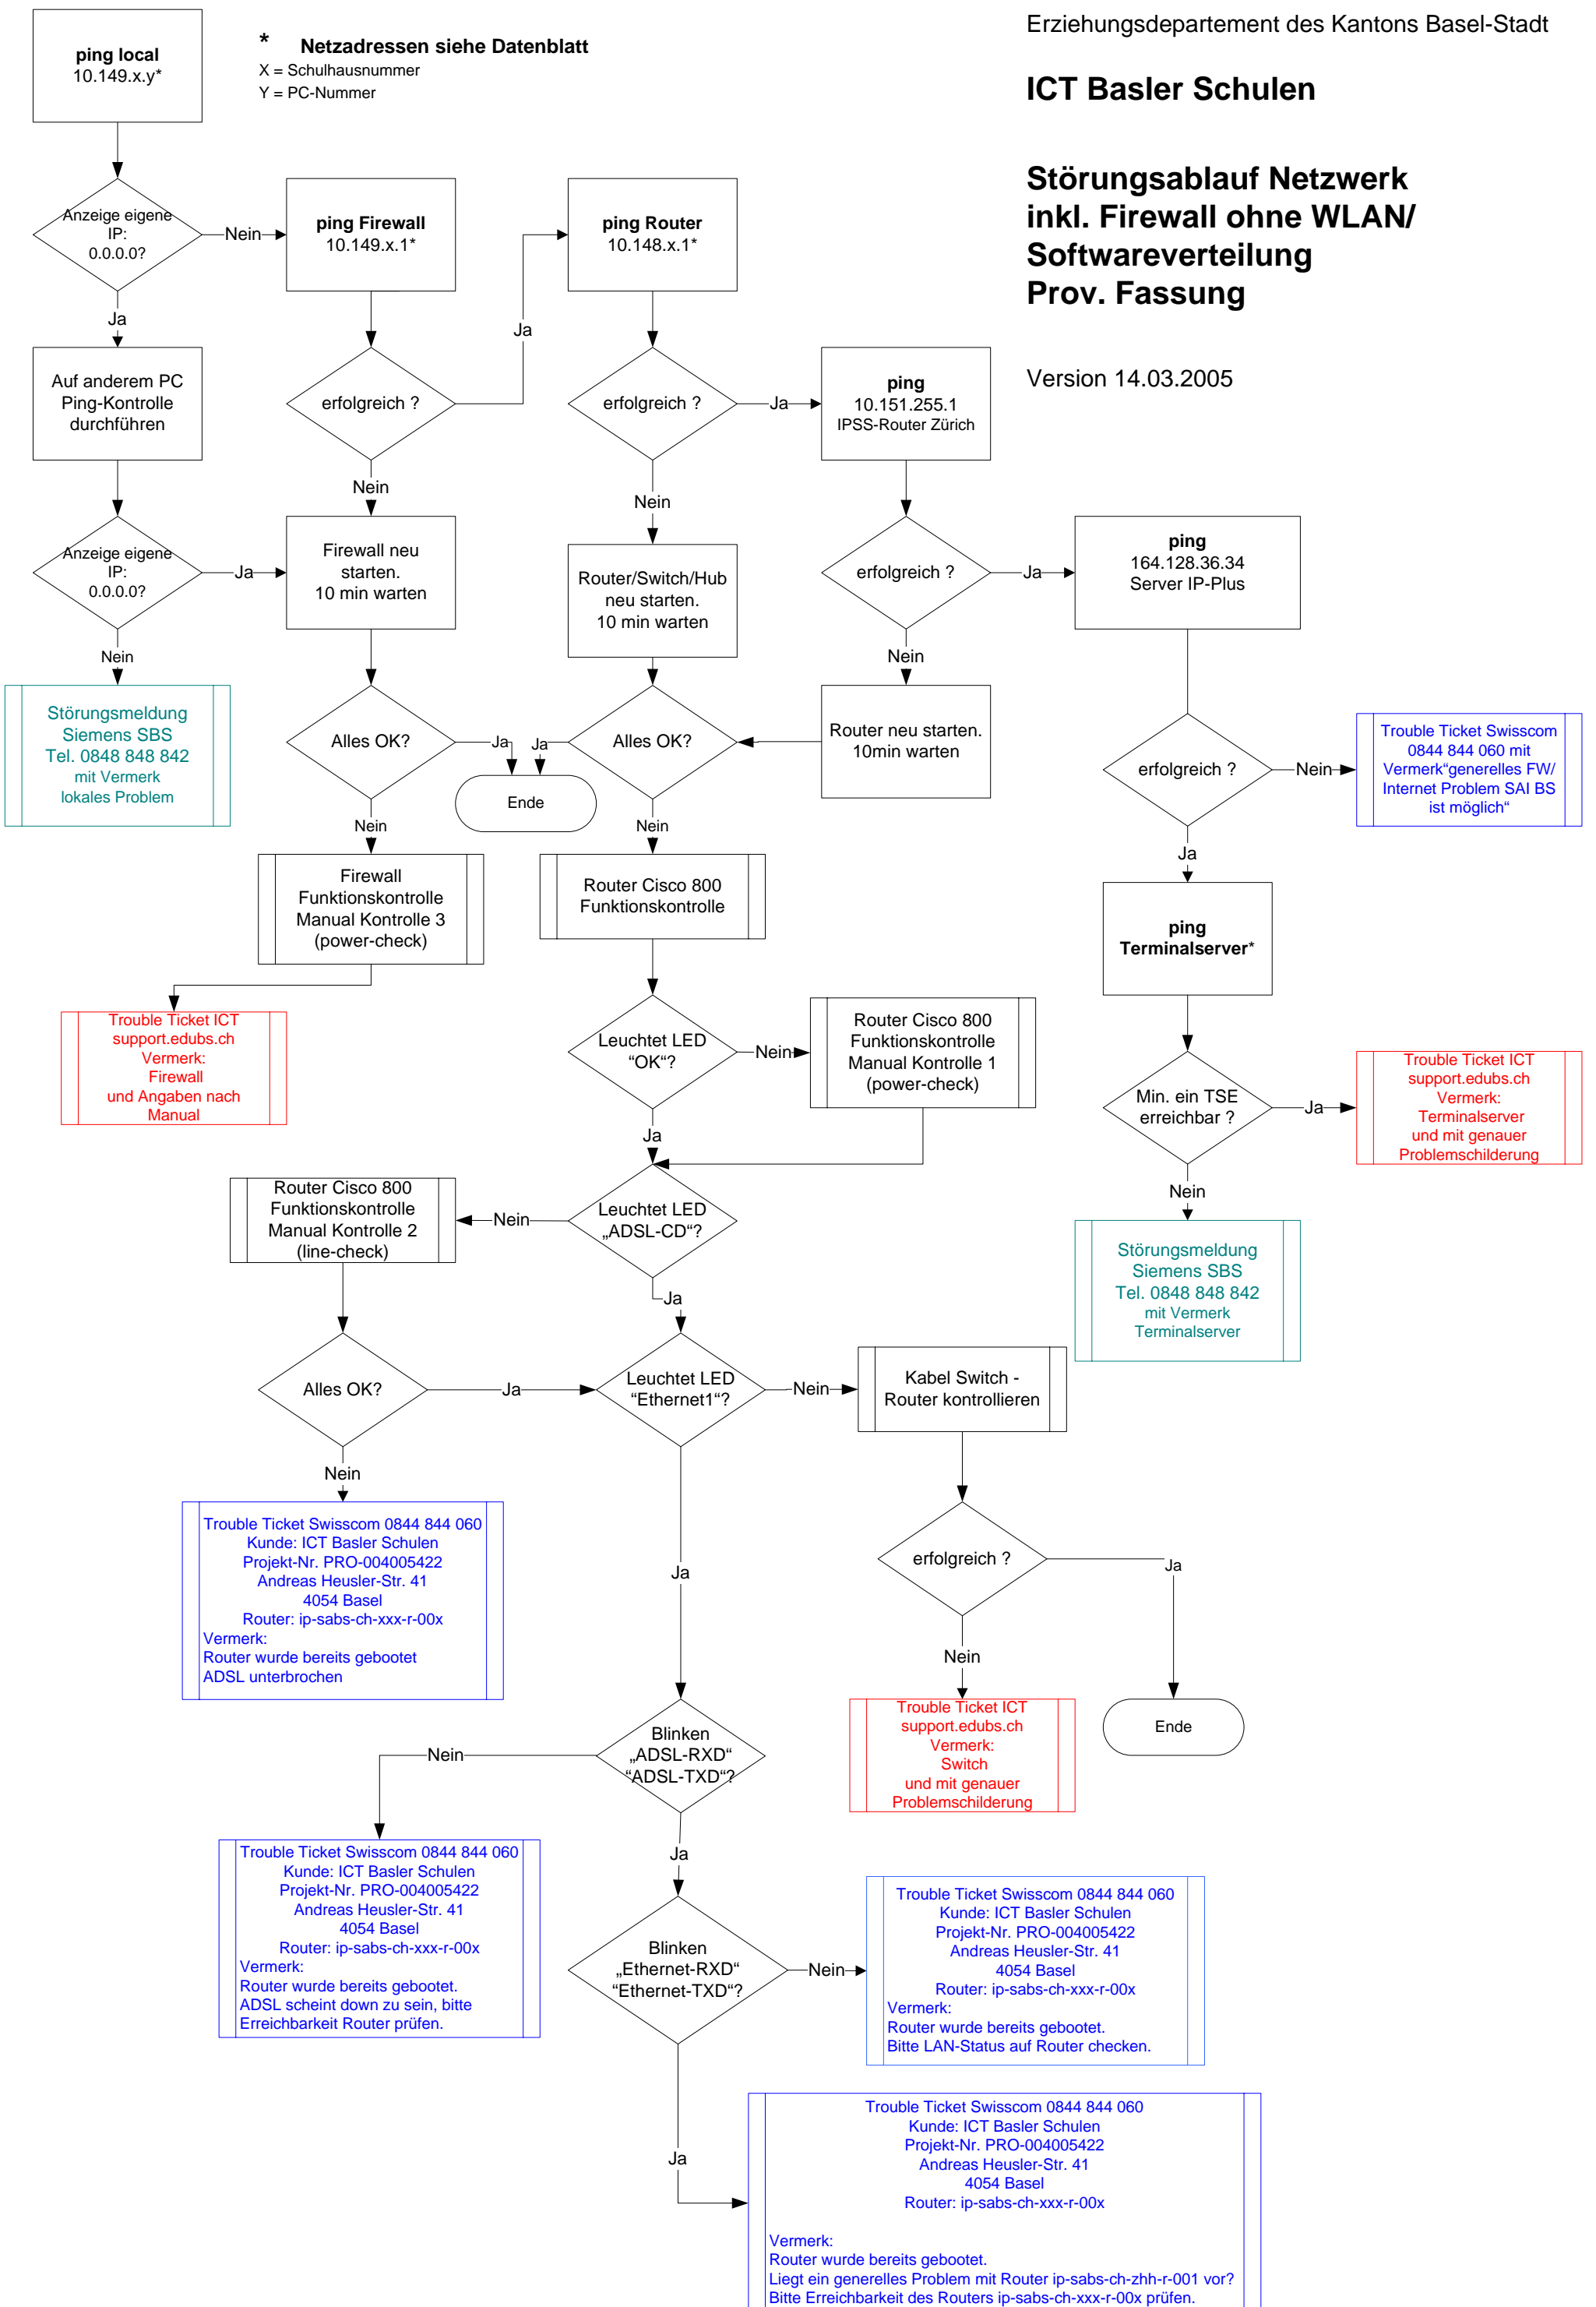 Erziehungsdepartement des Kantons Basel-Stadt
ICT Basler Schulen
Störungsablauf Netzwerk
inkl. Firewall ohne WLAN/
Softwareverteilung
Prov. Fassung
Version 14.03.2005
* Netzadressen siehe Datenblatt
X = Schulhausnummer
Y = PC-Nummer
ping local
10.149.x.y*
Anzeige eigene
IP:
0.0.0.0?
Nein
ping Firewall
10.149.x.1*
ping Router
10.148.x.1*
Ja
Ja
Auf anderem PC
Ping-Kontrolle
durchführen
erfolgreich ?
erfolgreich ?
Ja
ping
10.151.255.1
IPSS-Router Zürich
Nein
Nein
Anzeige eigene
IP:
0.0.0.0?
Ja
Firewall neu
starten.
10 min warten
Router/Switch/Hub
neu starten.
10 min warten
erfolgreich ?
Ja
ping
164.128.36.34
Server IP-Plus
Nein
Nein
Störungsmeldung
Siemens SBS
Tel. 0848 848 842
mit Vermerk
lokales Problem
Alles OK?
Ja
Ja
Ende
Alles OK?
Router neu starten.
10min warten
erfolgreich ?
Nein
Trouble Ticket Swisscom
0844 844 060 mit
Vermerk“generelles FW/
Internet Problem SAI BS
ist möglich“
Nein
Nein
Ja
Firewall
Funktionskontrolle
Manual Kontrolle 3
(power-check)
Router Cisco 800
Funktionskontrolle
ping
Terminalserver*
Trouble Ticket ICT
support.edubs.ch
Vermerk:
Firewall
und Angaben nach
Manual
Leuchtet LED
“OK“?
Nein
Router Cisco 800
Funktionskontrolle
Manual Kontrolle 1
(power-check)
Min. ein TSE
erreichbar ?
Ja
Trouble Ticket ICT
support.edubs.ch
Vermerk:
Terminalserver
und mit genauer
Problemschilderung
Ja
Nein
Router Cisco 800
Funktionskontrolle
Manual Kontrolle 2
(line-check)
Nein
Leuchtet LED
„ADSL-CD“?
Störungsmeldung
Siemens SBS
Tel. 0848 848 842
mit Vermerk
Terminalserver
Ja
Alles OK?
Ja
Leuchtet LED
“Ethernet1“?
Nein
Kabel Switch -
Router kontrollieren
Nein
Trouble Ticket Swisscom 0844 844 060
Kunde: ICT Basler Schulen
Projekt-Nr. PRO-004005422
Andreas Heusler-Str. 41
4054 Basel
Router: ip-sabs-ch-xxx-r-00x
Vermerk:
Router wurde bereits gebootet
ADSL unterbrochen
Ja
erfolgreich ?
Ja
Nein
Trouble Ticket ICT
support.edubs.ch
Vermerk:
Switch
und mit genauer
Problemschilderung
Ende
Blinken
„ADSL-RXD“
“ADSL-TXD“?
Nein
Ja
Trouble Ticket Swisscom 0844 844 060
Kunde: ICT Basler Schulen
Projekt-Nr. PRO-004005422
Andreas Heusler-Str. 41
4054 Basel
Router: ip-sabs-ch-xxx-r-00x
Vermerk:
Router wurde bereits gebootet.
ADSL scheint down zu sein, bitte
Erreichbarkeit Router prüfen.
Blinken
„Ethernet-RXD“
“Ethernet-TXD“?
Nein
Trouble Ticket Swisscom 0844 844 060
Kunde: ICT Basler Schulen
Projekt-Nr. PRO-004005422
Andreas Heusler-Str. 41
4054 Basel
Router: ip-sabs-ch-xxx-r-00x
Vermerk:
Router wurde bereits gebootet.
Bitte LAN-Status auf Router checken.
Ja
Trouble Ticket Swisscom 0844 844 060
Kunde: ICT Basler Schulen
Projekt-Nr. PRO-004005422
Andreas Heusler-Str. 41
4054 Basel
Router: ip-sabs-ch-xxx-r-00x
Vermerk:
Router wurde bereits gebootet.
Liegt ein generelles Problem mit Router ip-sabs-ch-zhh-r-001 vor?
Bitte Erreichbarkeit des Routers ip-sabs-ch-xxx-r-00x prüfen.